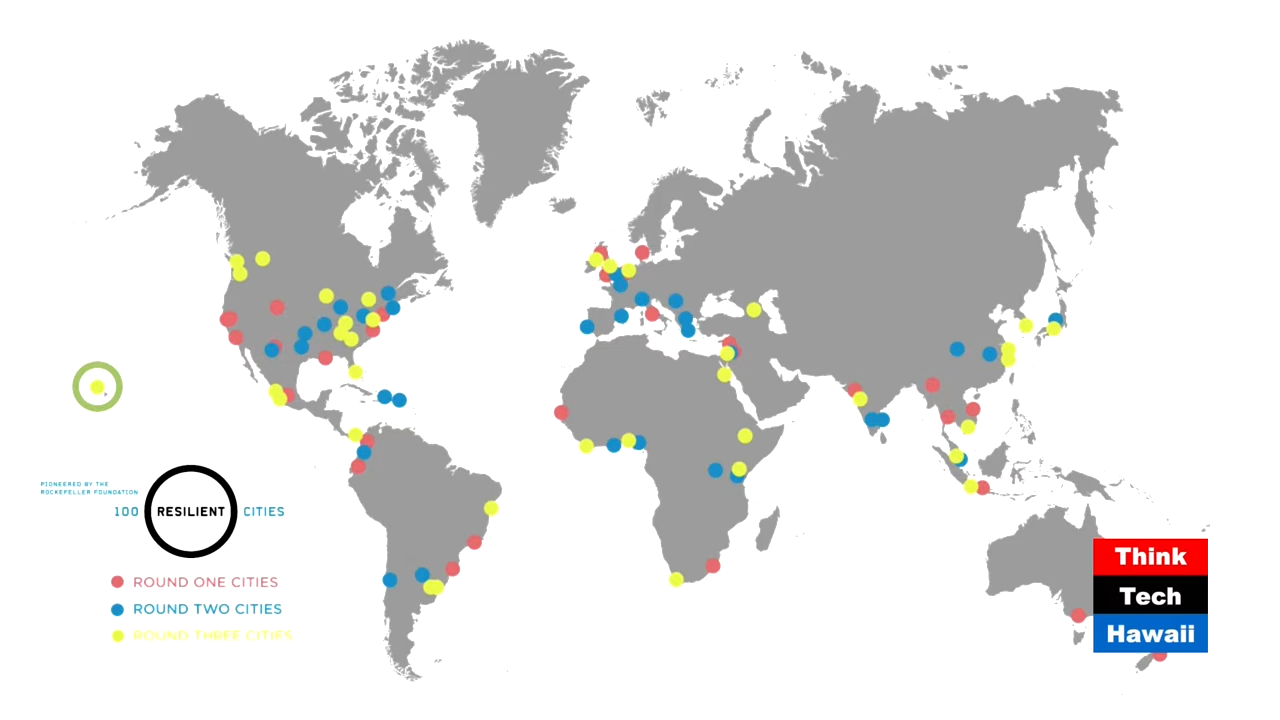 PIONEERED BY THE
ROCKEFELLER FOUNDATION
100 RESILIENT CITIES
ROUND ONE CITIES
ROUND TWO CITIES
ROUND THREE CITIES
Think
Tech
Hawaii